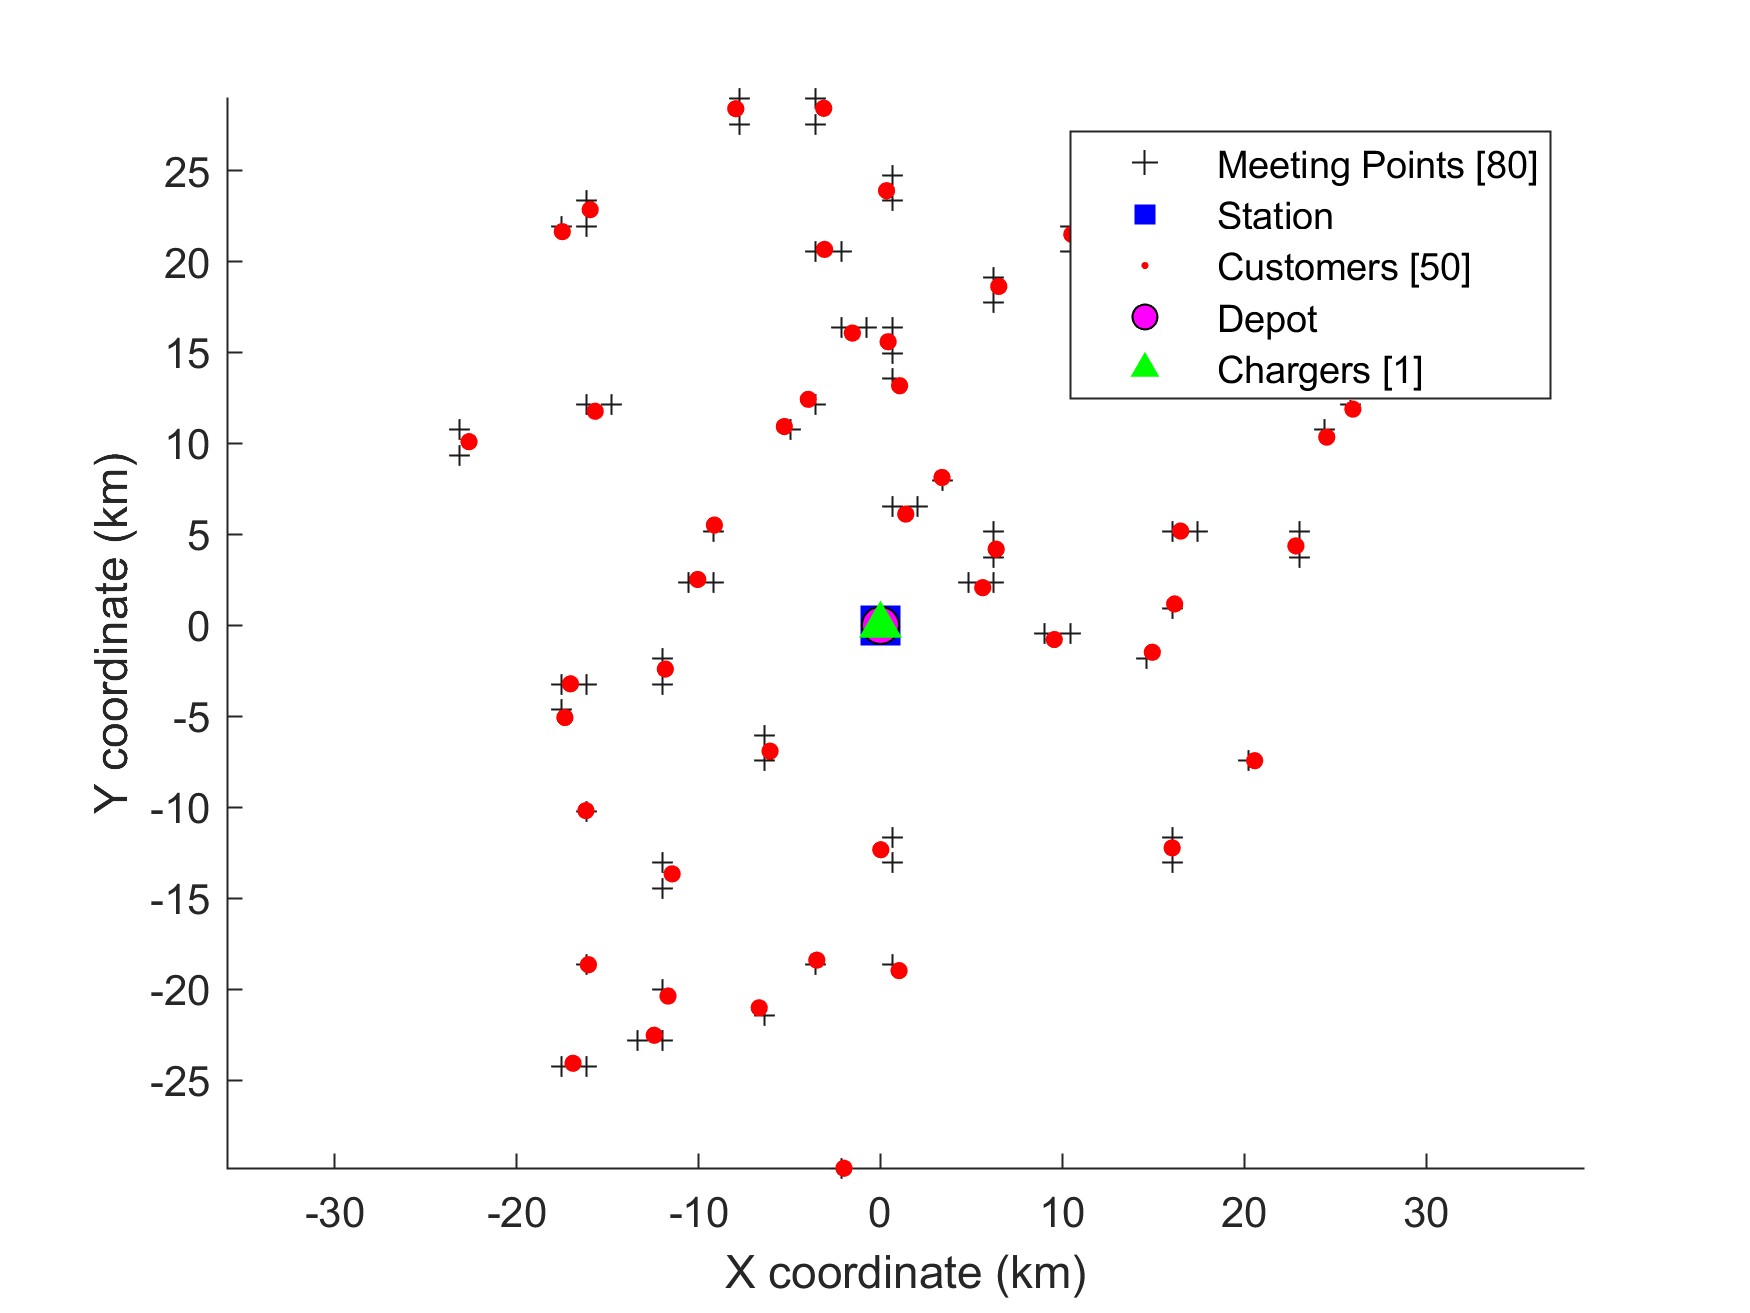 25
20
15
10
5
0
-5
-10
-15
-20
-25
Y coordinate (km)
Meeting Points [80]
Station
Customers [50]
Depot
Chargers [1]
-30 -20 -10 0 10 20 30
X coordinate (km)